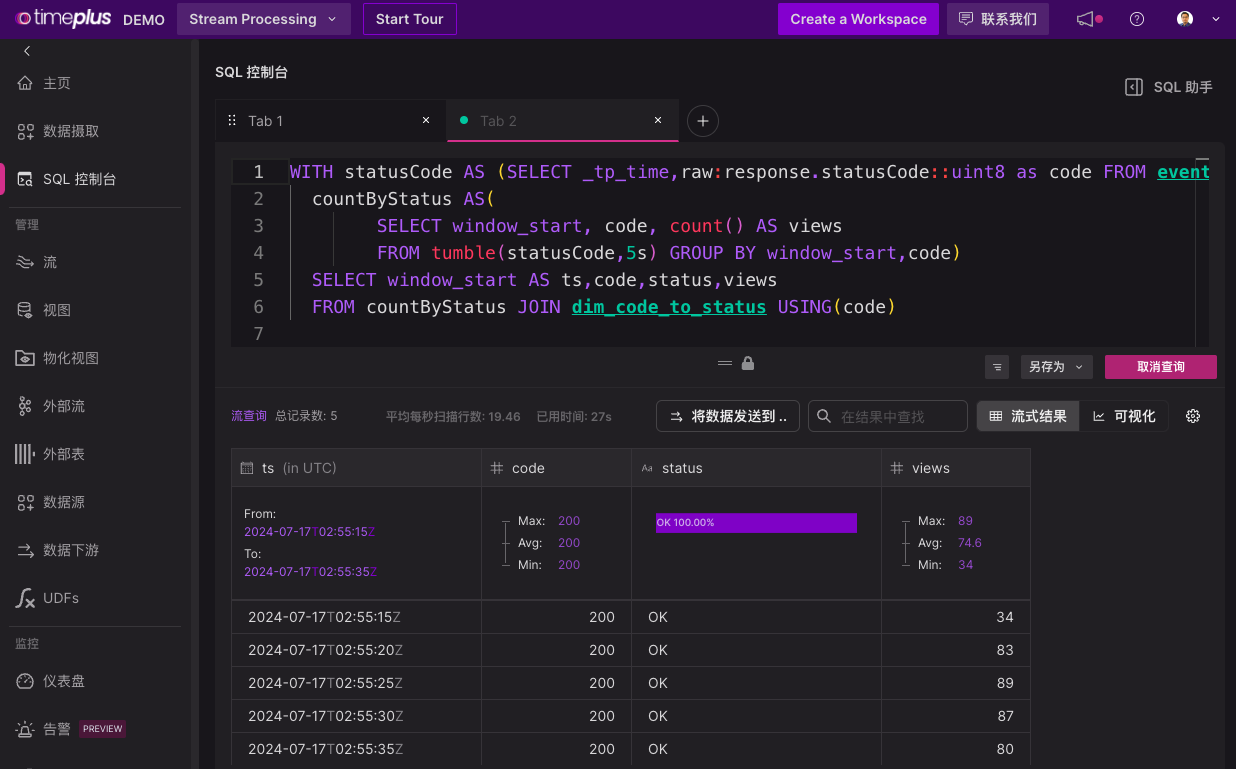 timeplus DEMO Stream Processing Start Tour Create a Workspace 联系我们
主页
数据摄取
SQL 控制台
管理
流
视图
物化视图
外部流
外部表
数据源
数据下游
UDFs
监控
仪表盘
告警 PREVIEW
SQL 控制台
SQL 助手
Tab 1 × Tab 2 × +
1 WITH statusCode AS (SELECT _tp_time,raw:response.statusCode::uint8 as code FROM event
2 countByStatus AS(
3 SELECT window_start, code, count() AS views
4 FROM tumble(statusCode,5s) GROUP BY window_start,code)
5 SELECT window_start AS ts,code,status,views
6 FROM countByStatus JOIN dim_code_to_status USING(code)
7
另存为 取消查询
流查询 总记录数: 5 平均每秒扫描行数: 19.46 已用时间: 27s 将数据发送到 .. 在结果中查找 流式结果 可视化
ts (in UTC) code Aa status views
From:
2024-07-17T02:55:15Z
To:
2024-07-17T02:55:35Z
Max: 200
Avg: 200
Min: 200
OK 100.00%
Max: 89
Avg: 74.6
Min: 34
2024-07-17T02:55:15Z 200 OK 34
2024-07-17T02:55:20Z 200 OK 83
2024-07-17T02:55:25Z 200 OK 89
2024-07-17T02:55:30Z 200 OK 87
2024-07-17T02:55:35Z 200 OK 80